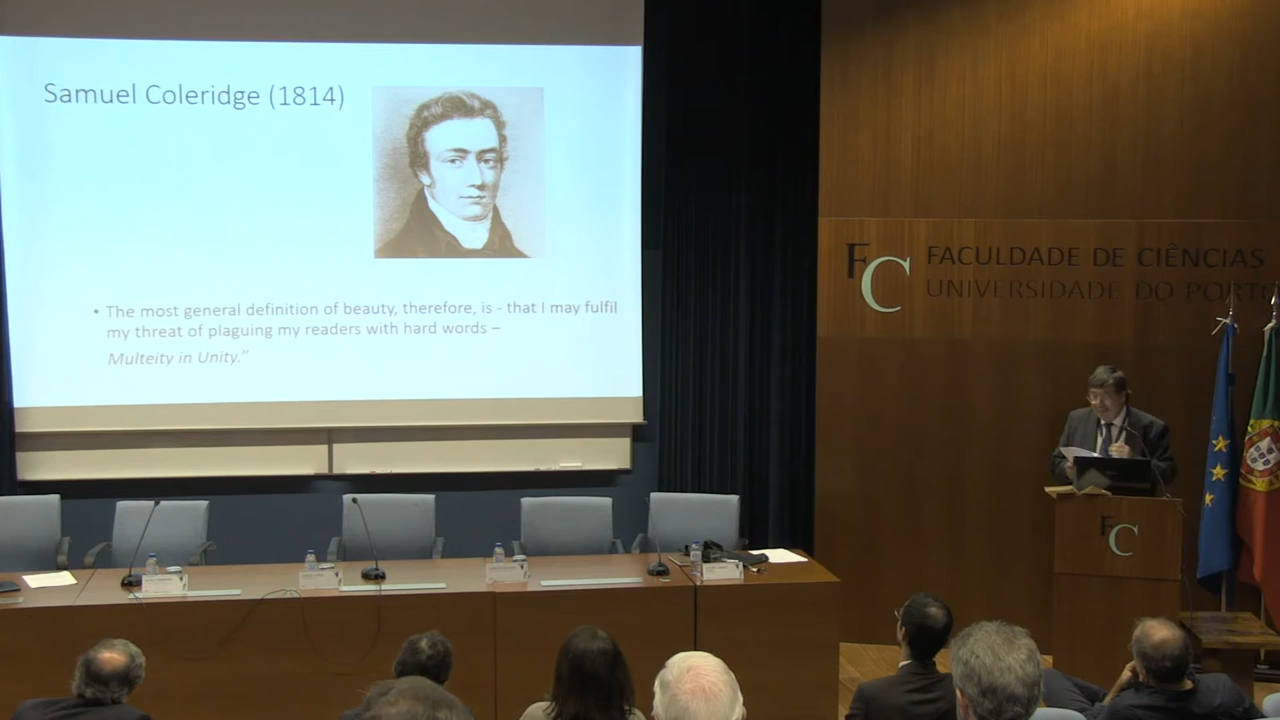 Samuel Coleridge (1814)
• The most general definition of beauty, therefore, is - that I may fulfil
my threat of plaguing my readers with hard words –
Multeity in Unity.”
FC
FACULDADE DE CIÊNCIAS
UNIVERSIDADE DO PORTO
FC